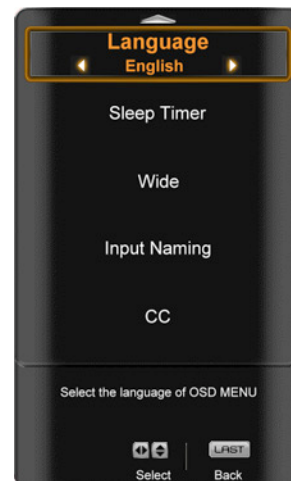 Language
English
Sleep Timer
Wide
Input Naming
CC
Select the language of OSD MENU
LAST
Select Back